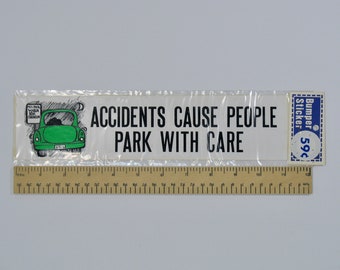 ACCIDENTS CAUSE PEOPLE
PARK WITH CARE
Bumper
Sticker
59¢